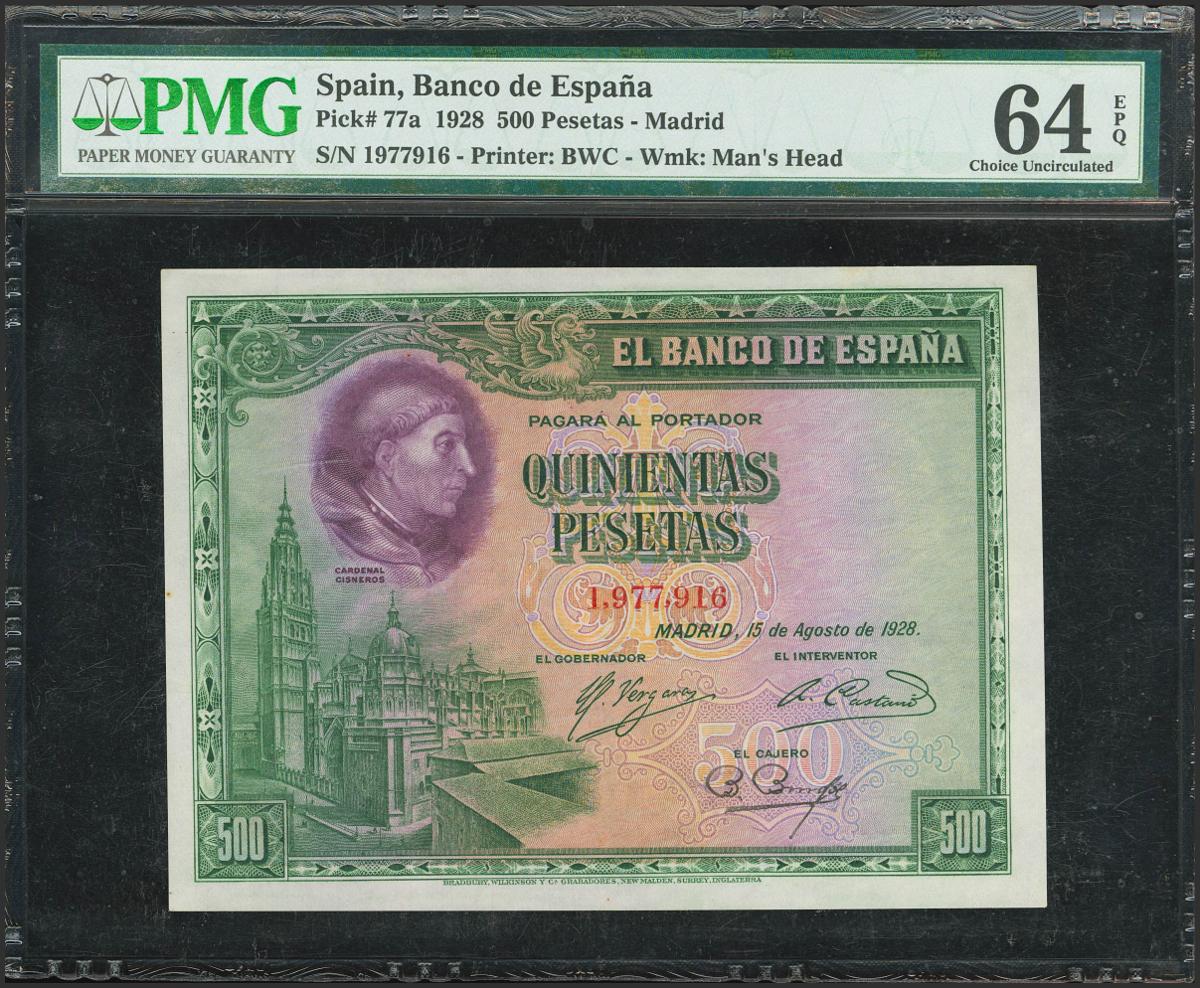 PMG
PAPER MONEY GUARANTY
Spain, Banco de España
Pick# 77a 1928 500 Pesetas - Madrid
S/N 1977916 - Printer: BWC - Wmk: Man's Head
64 EPQ
Choice Uncirculated
EL BANCO DE ESPAÑA
PAGARÁ AL PORTADOR
QUINIENTAS
PESETAS
CARDENAL
CISNEROS
1,977,916
MADRID, 15 de Agosto de 1928.
EL GOBERNADOR
EL INTERVENTOR
500
EL CAJERO
500
500
BRADBURY, WILKINSON Y Ca GRABADORES, NEW MALDEN, SURREY, INGLATERRA